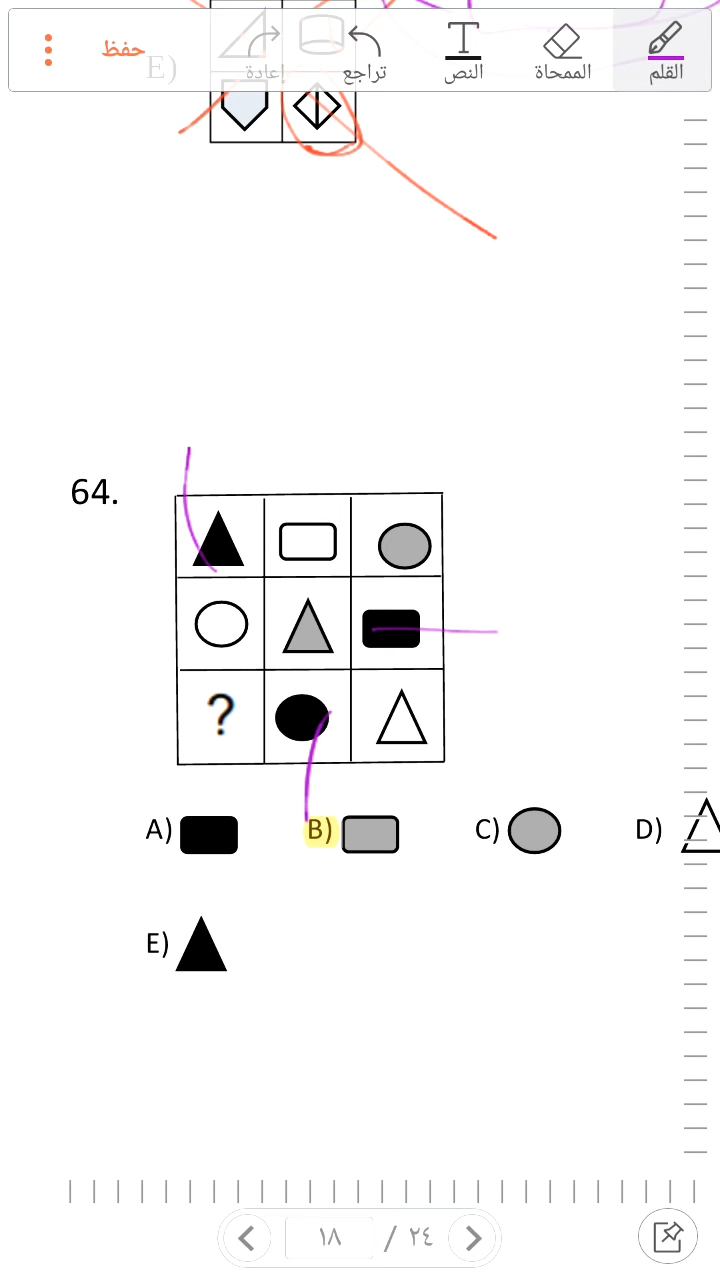 حفظ
E)
إعادة
تراجع
النص
الممحاة
القلم
64.
?
A)
B)
C)
D)
E)
١٨ / ٢٤